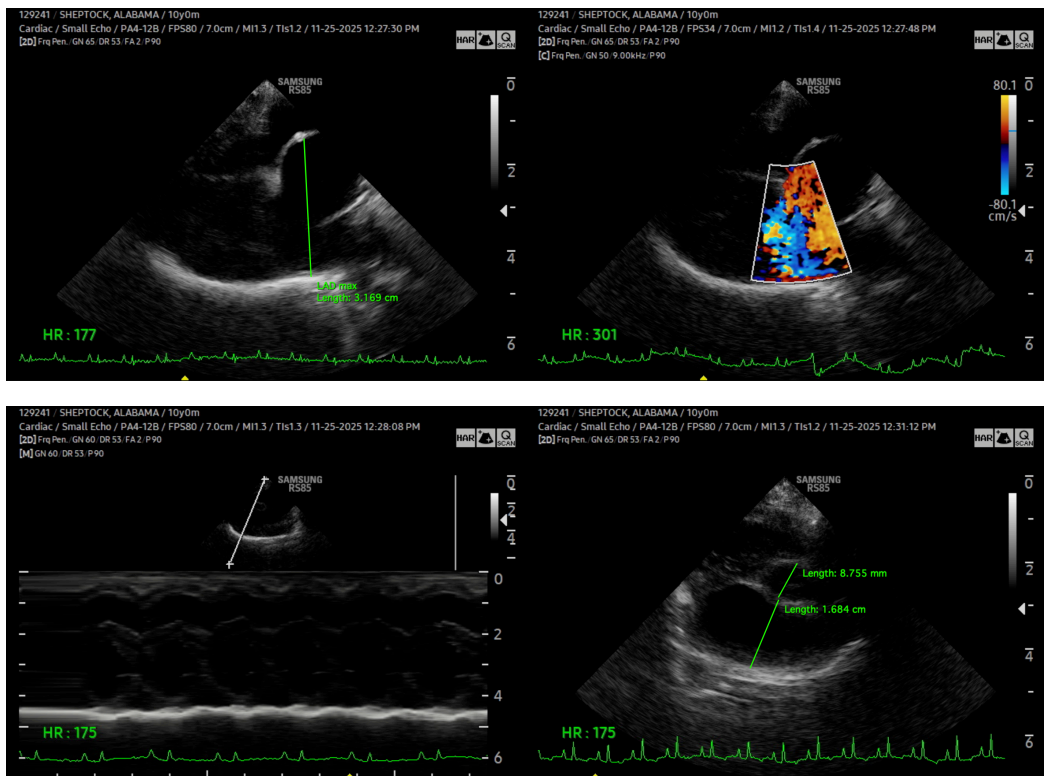 129241 / SHEPTOCK, ALABAMA / 10y0m
Cardiac / Small Echo / PA4-12B / FPS80 / 7.0cm / MI1.3 / TIs1.2 / 11-25-2025 12:27:30 PM
[2D] Frq Pen./GN 65/DR 53/FA 2/P90
HAR
Q
SCAN
SAMSUNG
RS85
0
2
4
6
LAD max
Length: 3.169 cm
HR : 177
129241 / SHEPTOCK, ALABAMA / 10y0m
Cardiac / Small Echo / PA4-12B / FPS34 / 7.0cm / MI1.2 / TIs1.4 / 11-25-2025 12:27:48 PM
[2D] Frq Pen./GN 65/DR 53/FA 2/P90
[C] Frq Pen./GN 50/9.00kHz/P90
HAR
Q
SCAN
SAMSUNG
RS85
80.1
-80.1
cm/s
0
2
4
6
HR : 301
129241 / SHEPTOCK, ALABAMA / 10y0m
Cardiac / Small Echo / PA4-12B / FPS80 / 7.0cm / MI1.3 / TIs1.3 / 11-25-2025 12:28:08 PM
[2D] Frq Pen./GN 60/DR 53/FA 2/P90
[M] GN 60/DR 53/P90
HAR
Q
SCAN
SAMSUNG
RS85
0
2
4
0
2
4
6
HR : 175
129241 / SHEPTOCK, ALABAMA / 10y0m
Cardiac / Small Echo / PA4-12B / FPS80 / 7.0cm / MI1.3 / TIs1.2 / 11-25-2025 12:31:12 PM
[2D] Frq Pen./GN 65/DR 53/FA 2/P90
HAR
Q
SCAN
SAMSUNG
RS85
0
2
4
6
Length: 8.755 mm
Length: 1.684 cm
HR : 175